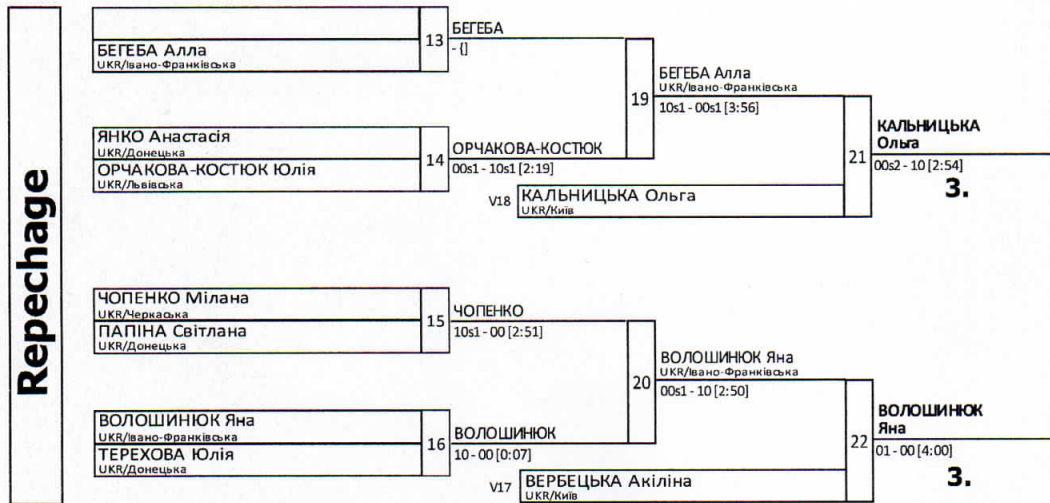 Repechage
БЕГЕБА Алла
UKR/Івано-Франківська
13
БЕГЕБА
- {}
ЯНКО Анастасія
UKR/Донецька
ОРЧАКОВА-КОСТЮК Юлія
UKR/Львівська
14
ОРЧАКОВА-КОСТЮК
00s1 - 10s1 [2:19]
19
БЕГЕБА Алла
UKR/Івано-Франківська
10s1 - 00s1 [3:56]
V18
КАЛЬНИЦЬКА Ольга
UKR/Київ
21
КАЛЬНИЦЬКА
Ольга
00s2 - 10 [2:54]
3.
ЧОПЕНКО Мілана
UKR/Черкаська
ПАПІНА Світлана
UKR/Донецька
15
ЧОПЕНКО
10s1 - 00 [2:51]
ВОЛОШИНЮК Яна
UKR/Івано-Франківська
ТЕРЕХОВА Юлія
UKR/Донецька
16
ВОЛОШИНЮК
10 - 00 [0:07]
20
ВОЛОШИНЮК Яна
UKR/Івано-Франківська
00s1 - 10 [2:50]
V17
ВЕРБЕЦЬКА Акіліна
UKR/Київ
22
ВОЛОШИНЮК
Яна
01 - 00 [4:00]
3.